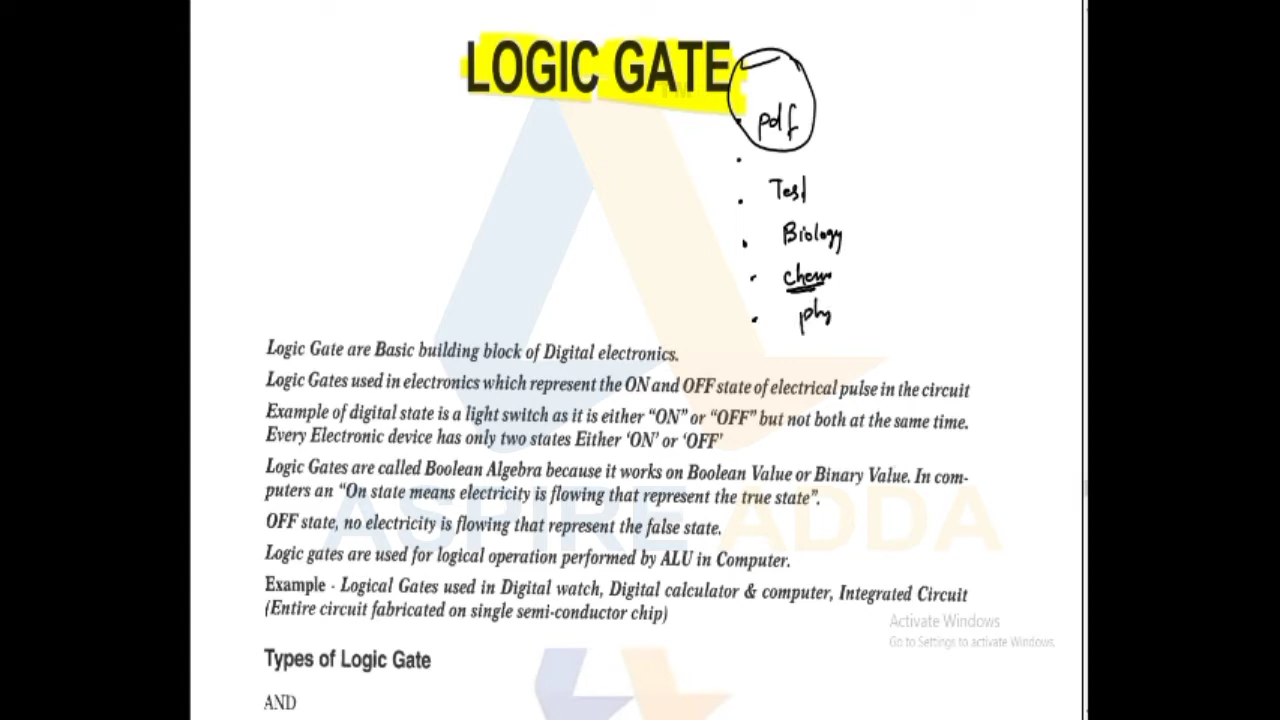 LOGIC GATE
TM
pdf
Test
Biology
chem
phy
Logic Gate are Basic building block of Digital electronics.
Logic Gates used in electronics which represent the ON and OFF state of electrical pulse in the circuit
Example of digital state is a light switch as it is either “ON” or “OFF” but not both at the same time.
Every Electronic device has only two states Either ‘ON’ or ‘OFF’
Logic Gates are called Boolean Algebra because it works on Boolean Value or Binary Value. In com-
puters an “On state means electricity is flowing that represent the true state”.
ASPIRE ADDA
OFF state, no electricity is flowing that represent the false state.
Logic gates are used for logical operation performed by ALU in Computer.
Example - Logical Gates used in Digital watch, Digital calculator & computer, Integrated Circuit
(Entire circuit fabricated on single semi-conductor chip)
Activate Windows
Go to Settings to activate Windows.
Types of Logic Gate
AND